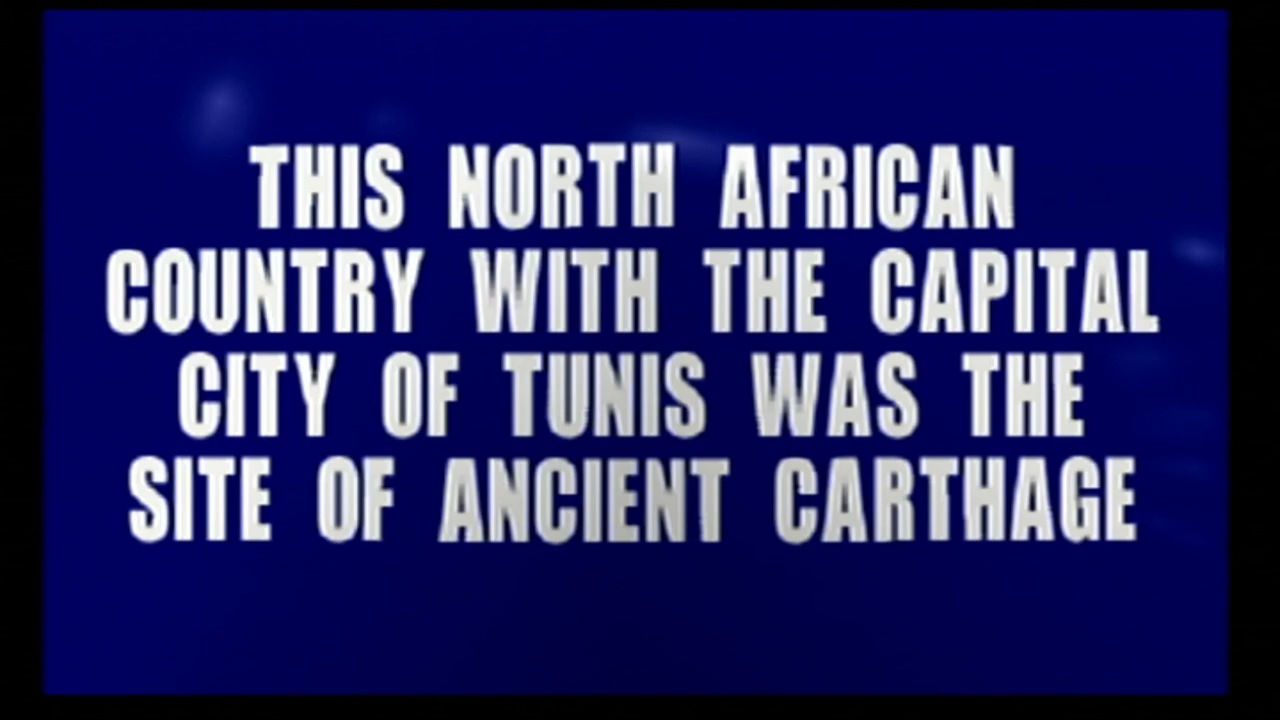 THIS NORTH AFRICAN
COUNTRY WITH THE CAPITAL
CITY OF TUNIS WAS THE
SITE OF ANCIENT CARTHAGE